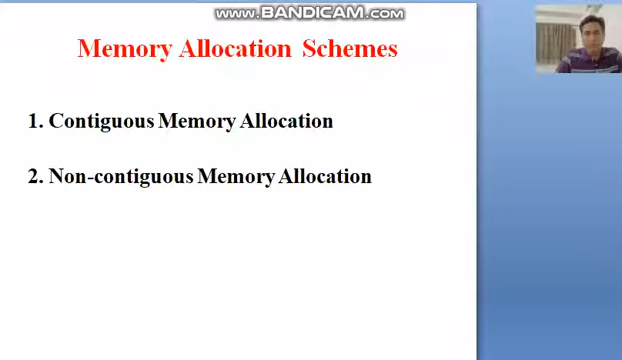 www.BANDICAM.com
Memory Allocation Schemes
1. Contiguous Memory Allocation
2. Non-contiguous Memory Allocation